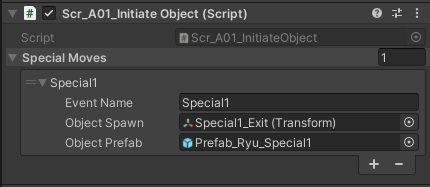 Scr_A01_Initiate Object (Script)
Script Scr_A01_InitiateObject
Special Moves 1
Special1
Event Name Special1
Object Spawn Special1_Exit (Transform)
Object Prefab Prefab_Ryu_Special1